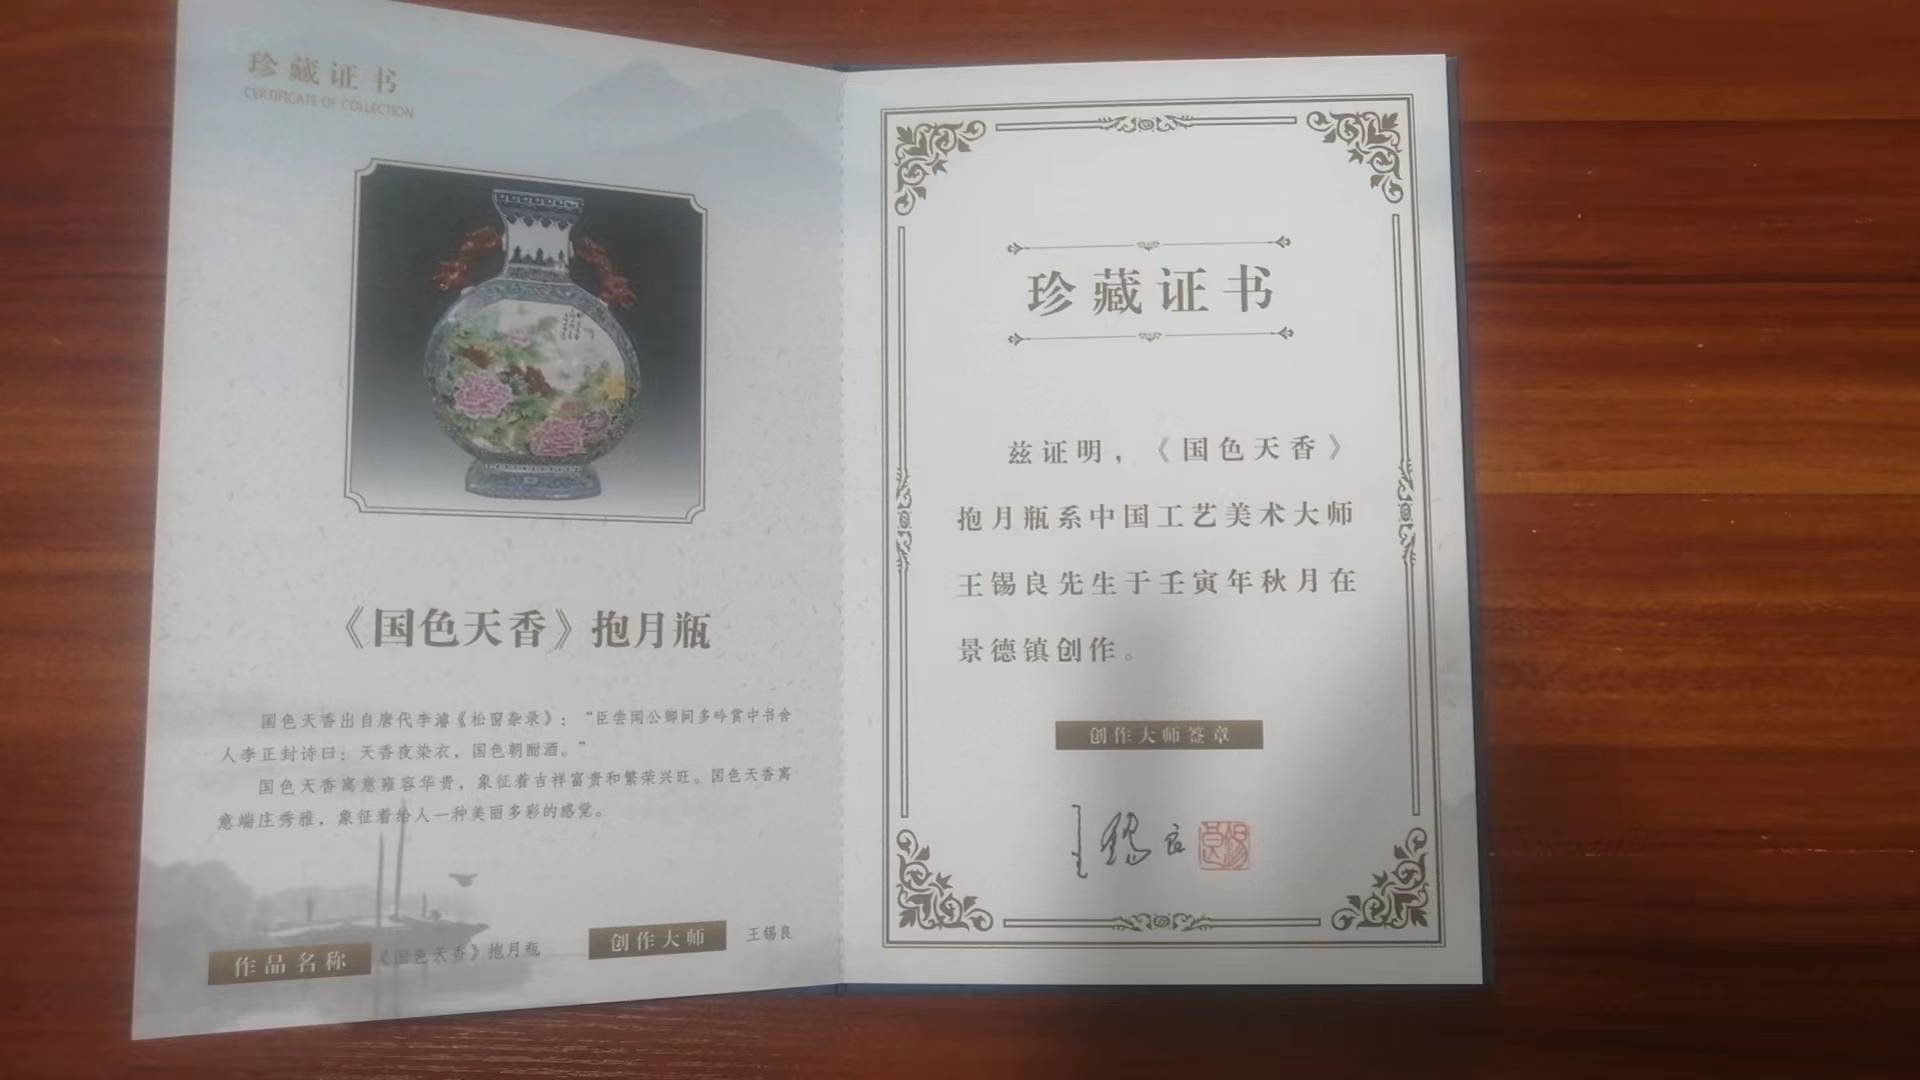 珍藏证书
CERTIFICATE OF COLLECTION
《国色天香》抱月瓶
国色天香出自唐代李濬《松窗杂录》：“臣尝闻公卿间多吟赏中书舍
人李正封诗曰：天香夜染衣，国色朝酣酒。”
国色天香寓意雍容华贵，象征着吉祥富贵和繁荣兴旺。国色天香寓
意端庄秀雅，象征着给人一种美丽多彩的感觉。
作品名称 《国色天香》抱月瓶 创作大师 王锡良
珍藏证书
兹证明，《国色天香》
抱月瓶系中国工艺美术大师
王锡良先生于壬寅年秋月在
景德镇创作。
创作大师签章
王锡良